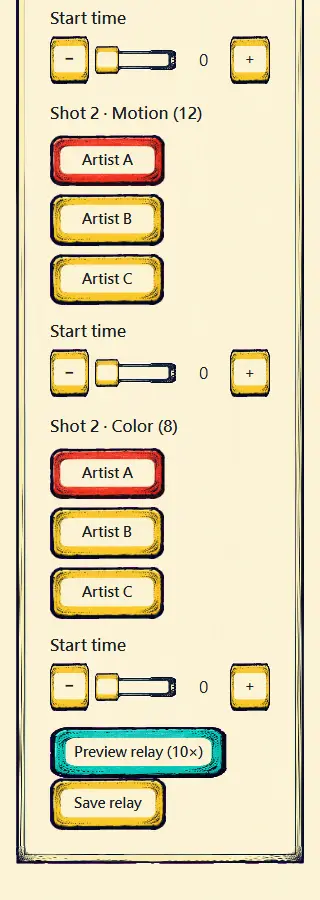 Start time
− 0 +
Shot 2 · Motion (12)
Artist A
Artist B
Artist C
Start time
− 0 +
Shot 2 · Color (8)
Artist A
Artist B
Artist C
Start time
− 0 +
Preview relay (10×)
Save relay